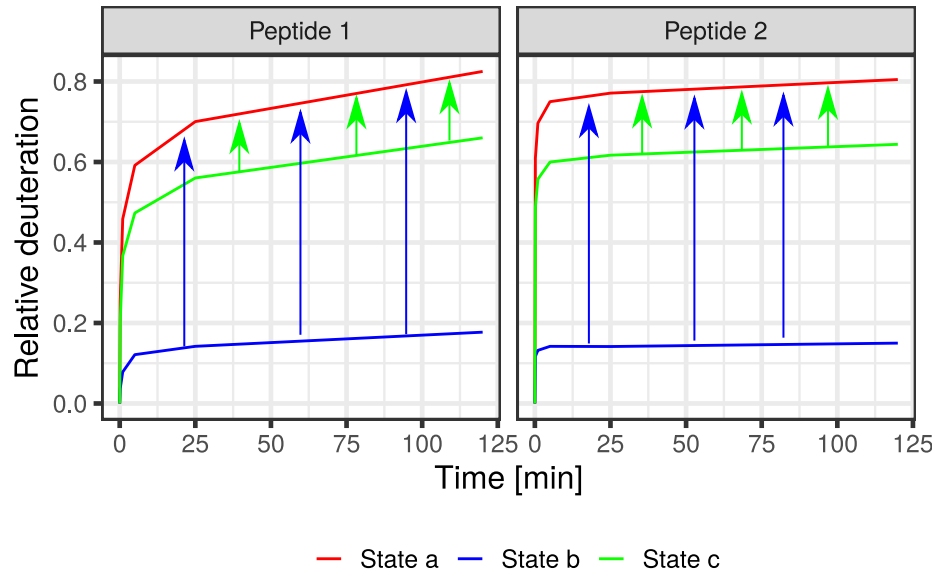 Peptide 1
Peptide 2
Relative deuteration
0.8
0.6
0.4
0.2
0.0
0 25 50 75 100 125
0 25 50 75 100 125
Time [min]
State a State b State c